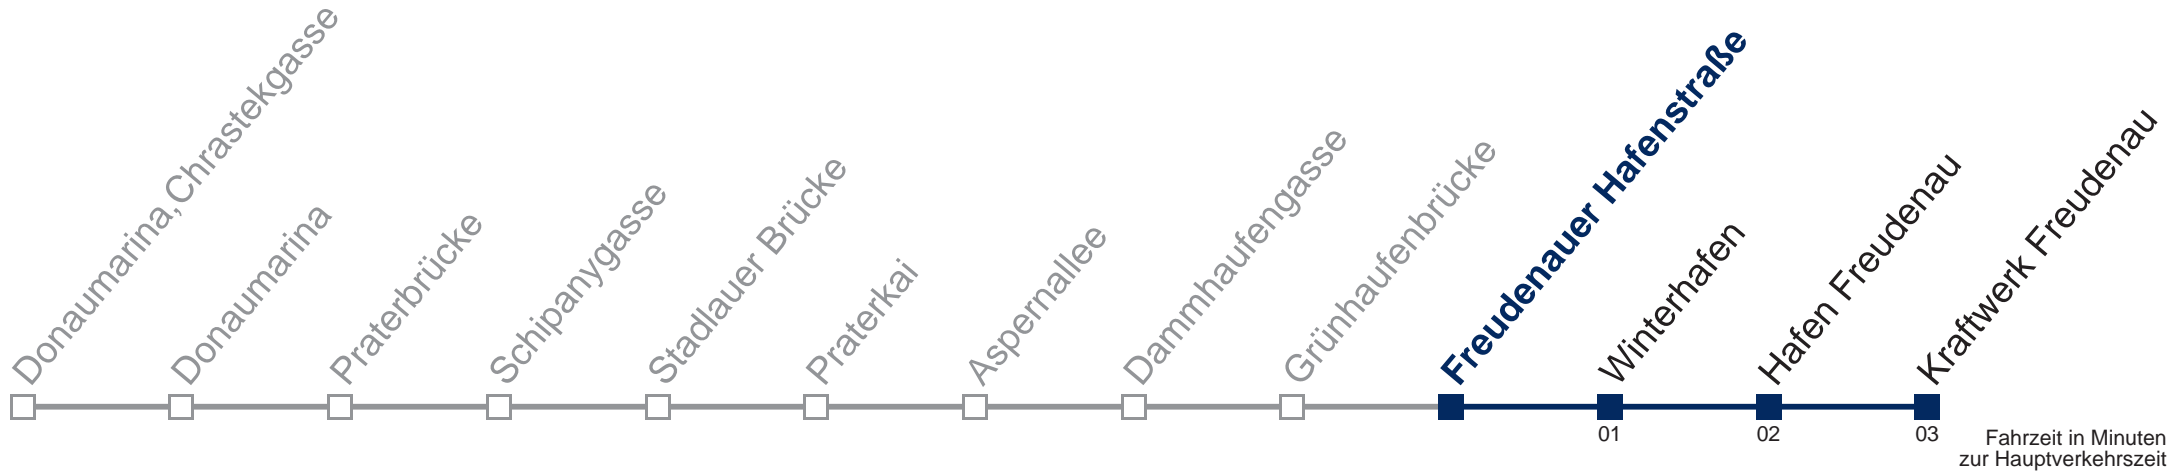 Donaumarina, Chrastekgasse
Donaumarina
Praterbrücke
Schipanygasse
Stadlauer Brücke
Praterkai
Aspernallee
Dammhaufengasse
Grünhaufenbrücke
Freudenauer Hafenstraße
Winterhafen
Hafen Freudenau
Kraftwerk Freudenau
01
02
03
Fahrzeit in Minuten
zur Hauptverkehrszeit